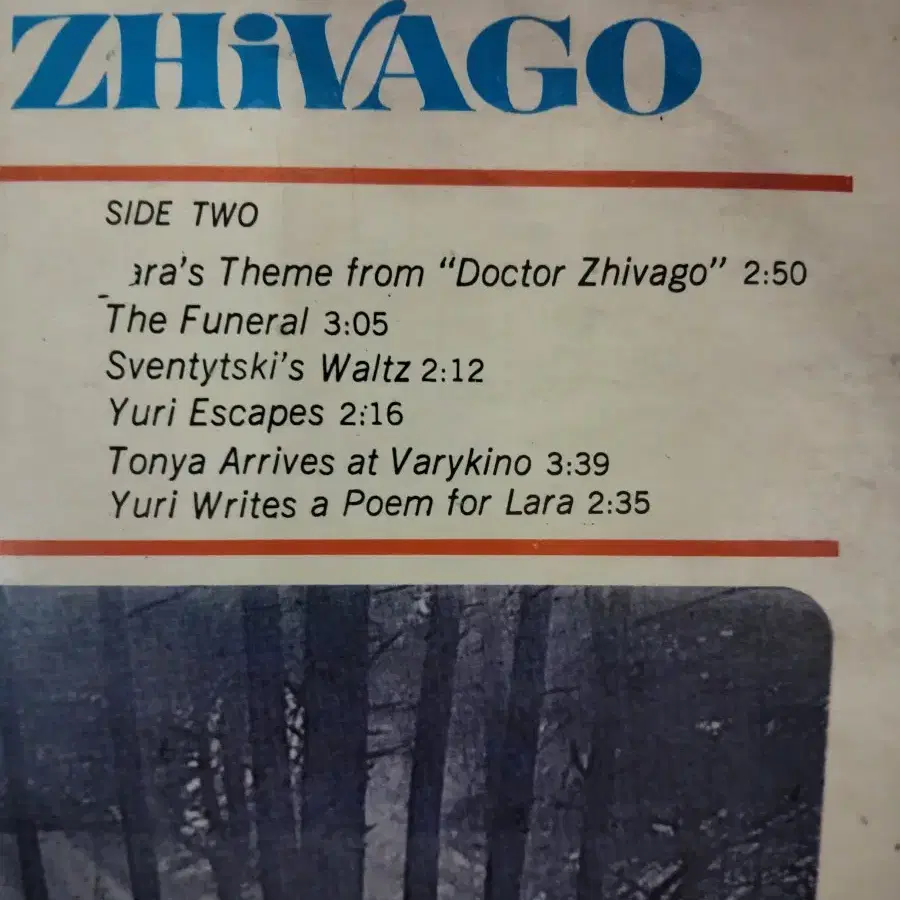 ZHiVAGO
SIDE TWO
ara's Theme from "Doctor Zhivago" 2:50
The Funeral 3:05
Sventytski's Waltz 2:12
Yuri Escapes 2:16
Tonya Arrives at Varykino 3:39
Yuri Writes a Poem for Lara 2:35